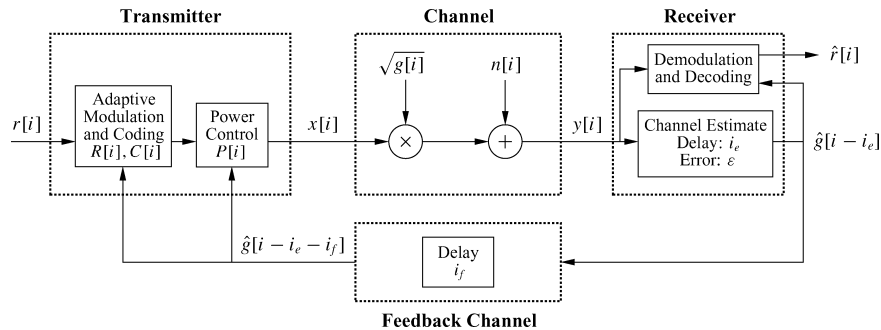 Transmitter
Channel
Receiver
r[i]
Adaptive
Modulation
and Coding
R[i], C[i]
Power
Control
P[i]
x[i]
√g[i]
n[i]
×
+
y[i]
Demodulation
and Decoding
r̂[i]
Channel Estimate
Delay: i_e
Error: ε
ĝ[i − i_e]
ĝ[i − i_e − i_f]
Delay
i_f
Feedback Channel